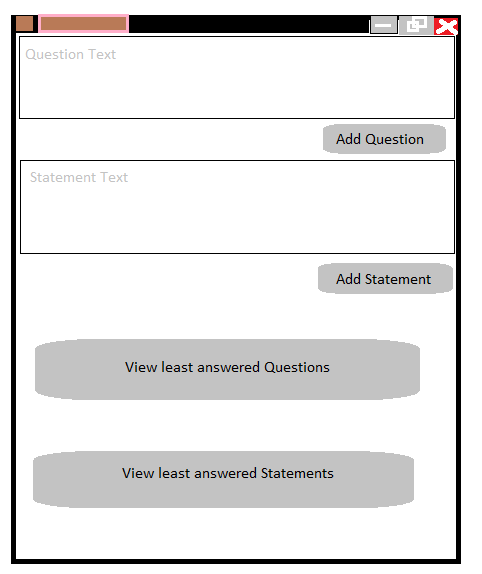 Question Text
Add Question
Statement Text
Add Statement
View least answered Questions
View least answered Statements